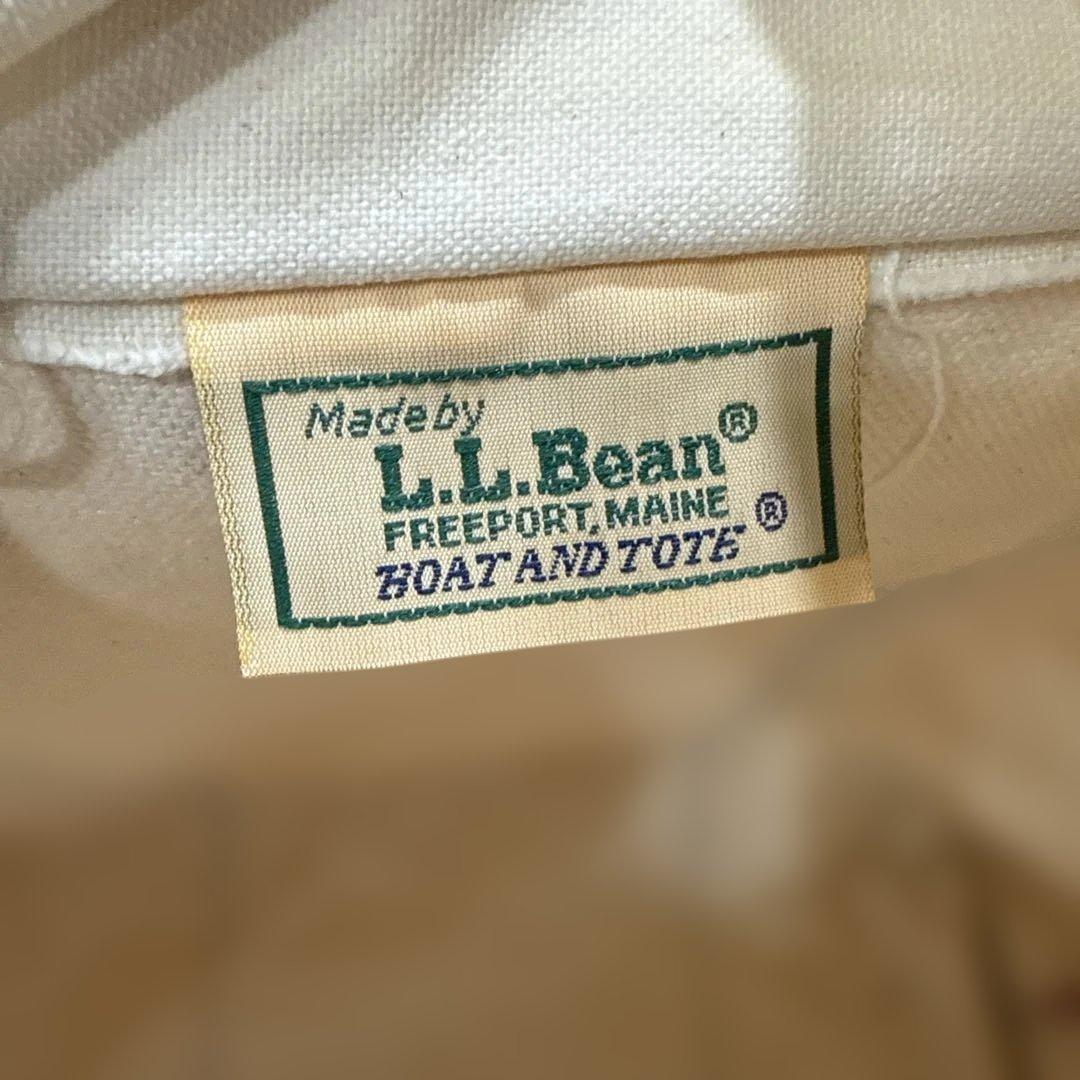 Made by
L.L.Bean®
FREEPORT, MAINE
BOAT AND TOTE ®